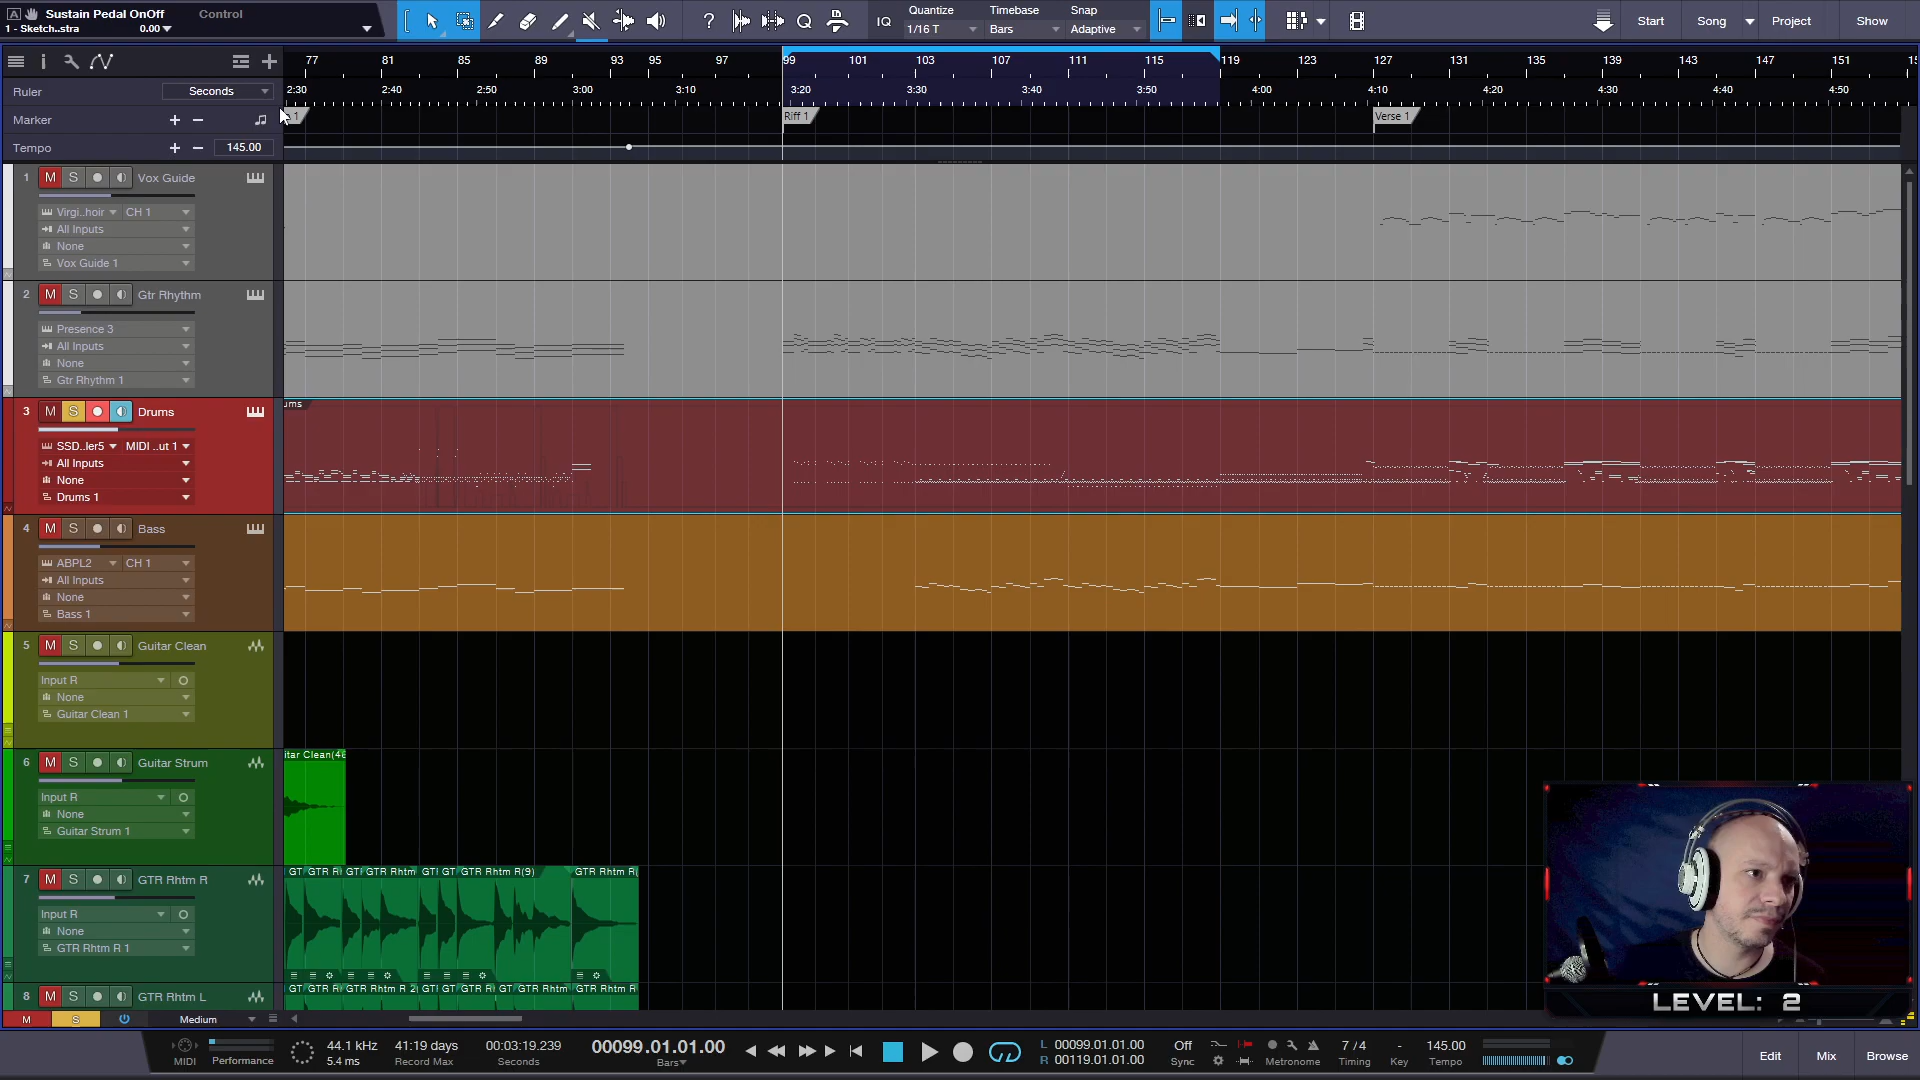 Sustain Pedal OnOff
Control
1 - Sketch..stra
0.00
IQ
Quantize
1/16 T
Timebase
Bars
Snap
Adaptive
Start
Song
Project
Show
77 81 85 89 93 95 97 99 101 103 107 111 115 119 123 127 131 135 139 143 147 151
Ruler
Seconds
2:30 2:40 2:50 3:00 3:10 3:20 3:30 3:40 3:50 4:00 4:10 4:20 4:30 4:40 4:50
Marker
1
Riff 1
Verse 1
Tempo
145.00
1 M S Vox Guide
Virgi..hoir CH 1
All Inputs
None
Vox Guide 1
2 M S Gtr Rhythm
Presence 3
All Inputs
None
Gtr Rhythm 1
3 M S Drums
ums
SSD..ler5 MIDI ..ut 1
All Inputs
None
Drums 1
4 M S Bass
ABPL2 CH 1
All Inputs
None
Bass 1
5 M S Guitar Clean
Input R
None
Guitar Clean 1
6 M S Guitar Strum
itar Clean(4
Input R
None
Guitar Strum 1
7 M S GTR Rhtm R
GT GTR R GTF GTR Rhtm GTI GT GTR Rhtm R(9) GTR Rhtm R(
Input R
None
GTR Rhtm R 1
8 M S GTR Rhtm L
GT GTR R GTR Rhtm R 2 GTI GT GTR R GT GTR Rhtm GTR Rhtm R
LEVEL: 2
M S Medium
MIDI
Performance
44.1 kHz
5.4 ms
41:19 days
Record Max
00:03:19.239
Seconds
00099.01.01.00
Bars
L 00099.01.01.00
R 00119.01.01.00
Off
Sync
Metronome
7 / 4
Timing
-
Key
145.00
Tempo
Edit
Mix
Browse